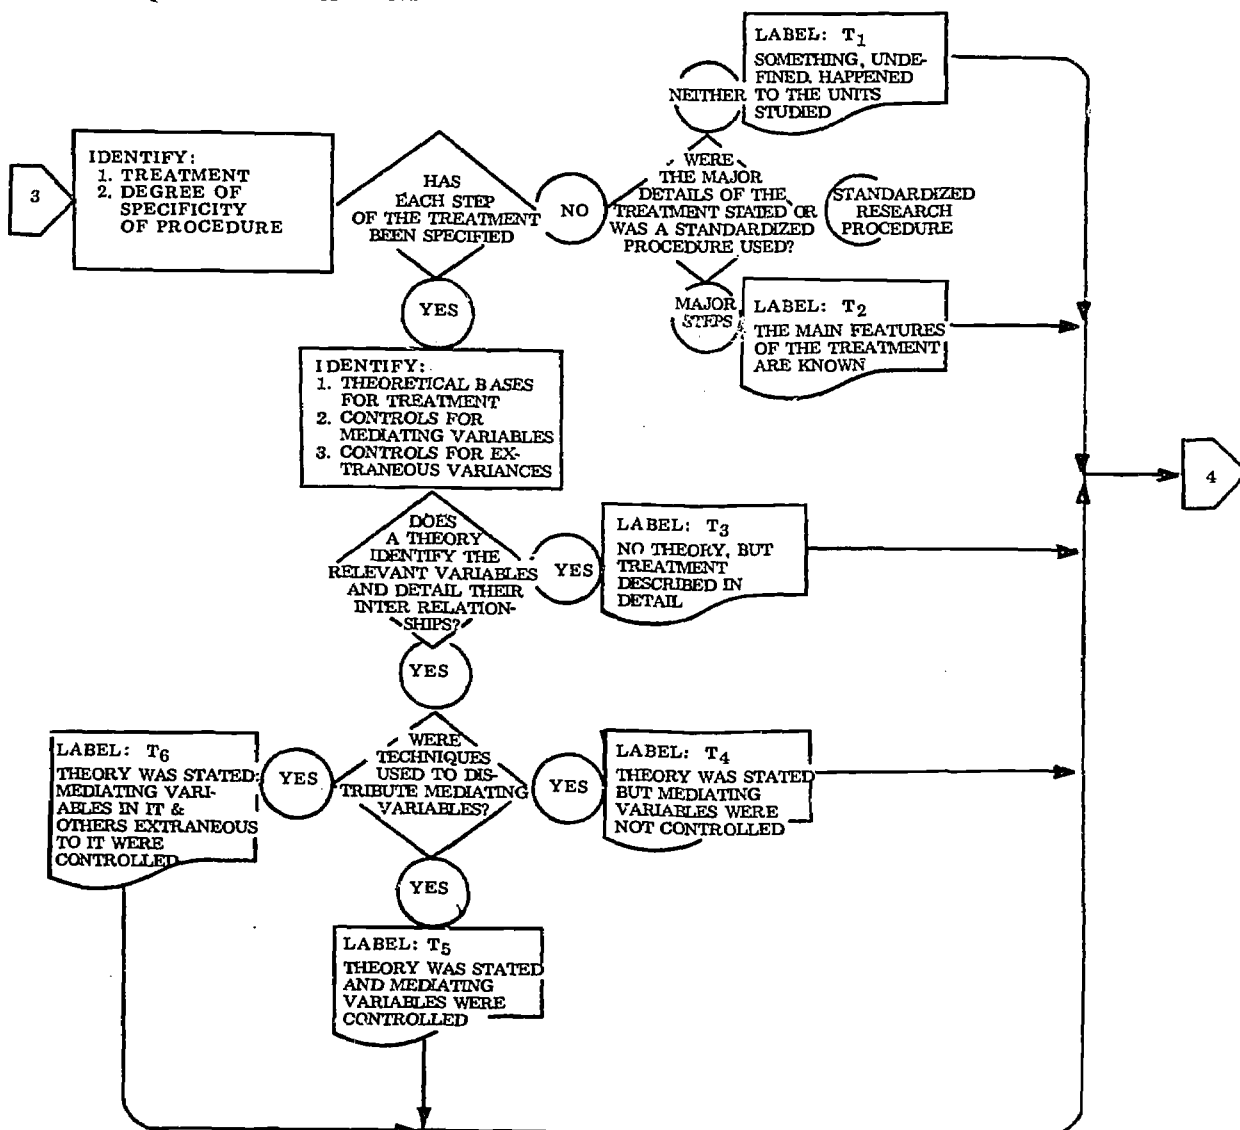 3
IDENTIFY:
1. TREATMENT
2. DEGREE OF
SPECIFICITY
OF PROCEDURE
HAS
EACH STEP
OF THE TREATMENT
BEEN SPECIFIED
NO
YES
NEITHER
WERE
THE MAJOR
DETAILS OF THE
TREATMENT STATED OR
WAS A STANDARDIZED
PROCEDURE USED?
STANDARDIZED
RESEARCH
PROCEDURE
MAJOR
STEPS
LABEL: T1
SOMETHING, UNDE-
FINED, HAPPENED
TO THE UNITS
STUDIED
LABEL: T2
THE MAIN FEATURES
OF THE TREATMENT
ARE KNOWN
IDENTIFY:
1. THEORETICAL BASES
FOR TREATMENT
2. CONTROLS FOR
MEDIATING VARIABLES
3. CONTROLS FOR EX-
TRANEOUS VARIANCES
4
DOES
A THEORY
IDENTIFY THE
RELEVANT VARIABLES
AND DETAIL THEIR
INTER RELATION-
SHIPS?
YES
LABEL: T3
NO THEORY, BUT
TREATMENT
DESCRIBED IN
DETAIL
YES
WERE
TECHNIQUES
USED TO DIS-
TRIBUTE MEDIATING
VARIABLES?
YES
LABEL: T4
THEORY WAS STATED
BUT MEDIATING
VARIABLES WERE
NOT CONTROLLED
YES
LABEL: T6
THEORY WAS STATED:
MEDIATING VARI-
ABLES IN IT &
OTHERS EXTRANEOUS
TO IT WERE
CONTROLLED
YES
LABEL: T5
THEORY WAS STATED
AND MEDIATING
VARIABLES WERE
CONTROLLED